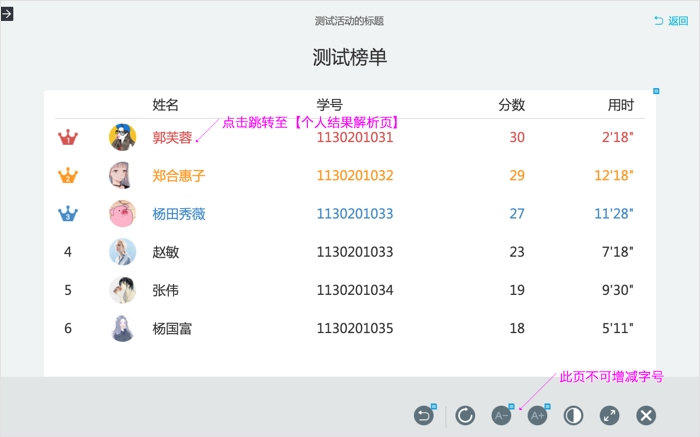 测试活动的标题
返回
测试榜单
姓名 学号 分数 用时
点击跳转至【个人结果解析页】
1 郭芙蓉 1130201031 30 2'18"
2 郑合惠子 1130201032 29 12'18"
3 杨田秀薇 1130201033 27 11'28"
4 赵敏 1130201033 23 7'18"
5 张伟 1130201034 19 9'30"
6 杨国富 1130201035 18 5'11"
此页不可增减字号
A- A+